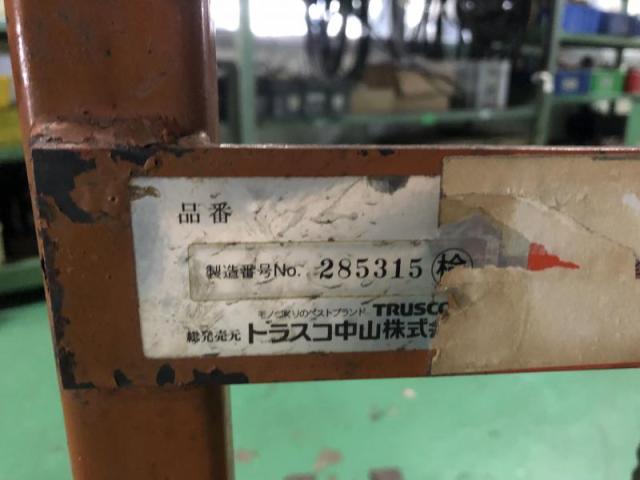 品番
製造番号No. 285315 検
モノづくりのベストブランド TRUSCO
総発売元 トラスコ中山株式